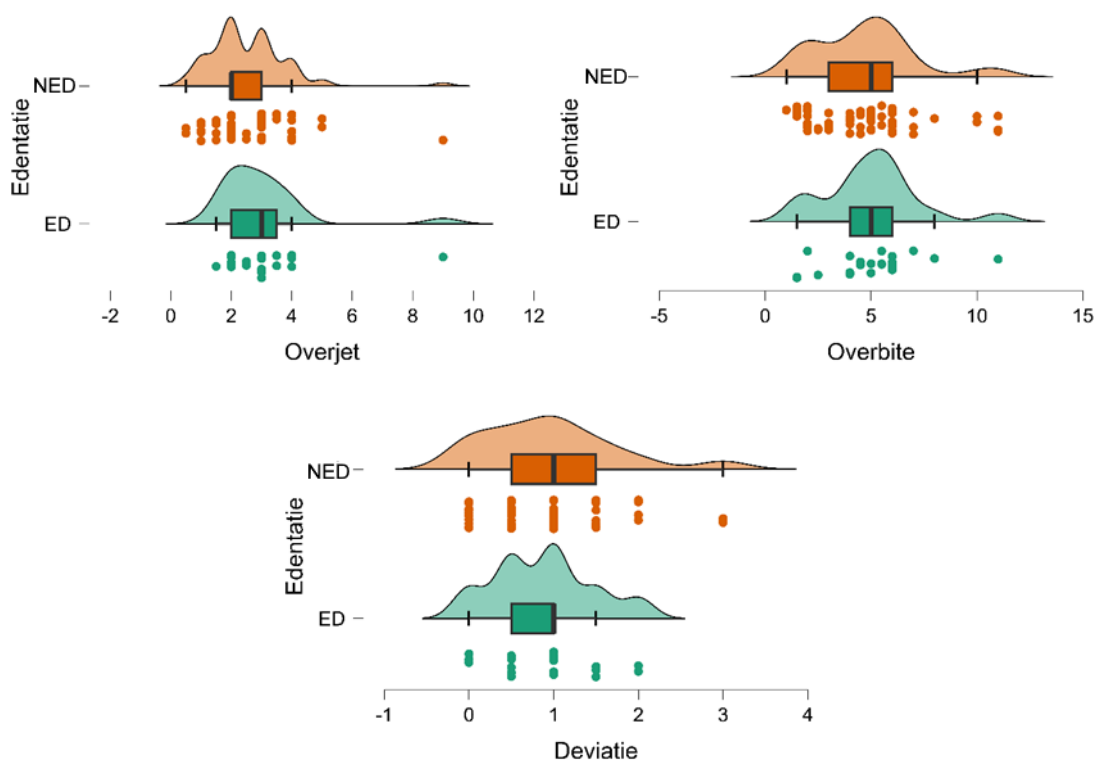 Edentatie
NED
ED
-2 0 2 4 6 8 10 12
Overjet
Edentatie
NED
ED
-5 0 5 10 15
Overbite
Edentatie
NED
ED
-1 0 1 2 3 4
Deviatie